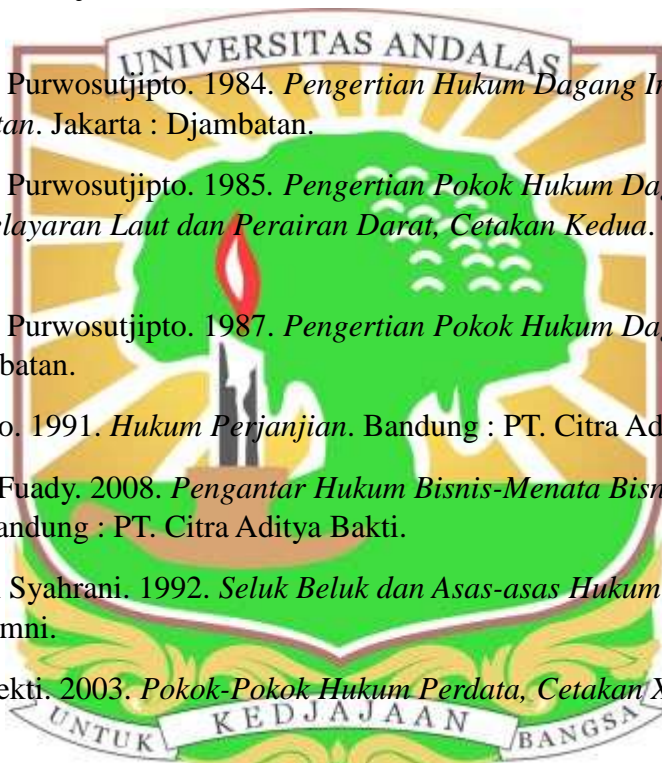 UNIVERSITAS ANDALAS
Purwosutjipto. 1984. Pengertian Hukum Dagang In
tan. Jakarta : Djambatan.
Purwosutjipto. 1985. Pengertian Pokok Hukum Dag
elayaran Laut dan Perairan Darat, Cetakan Kedua.
Purwosutjipto. 1987. Pengertian Pokok Hukum Dag
batan.
o. 1991. Hukum Perjanjian. Bandung : PT. Citra Ad
Fuady. 2008. Pengantar Hukum Bisnis-Menata Bisn
andung : PT. Citra Aditya Bakti.
Syahrani. 1992. Seluk Beluk dan Asas-asas Hukum
mni.
ekti. 2003. Pokok-Pokok Hukum Perdata, Cetakan X
UNTUK KEDJAJAAN BANGSA